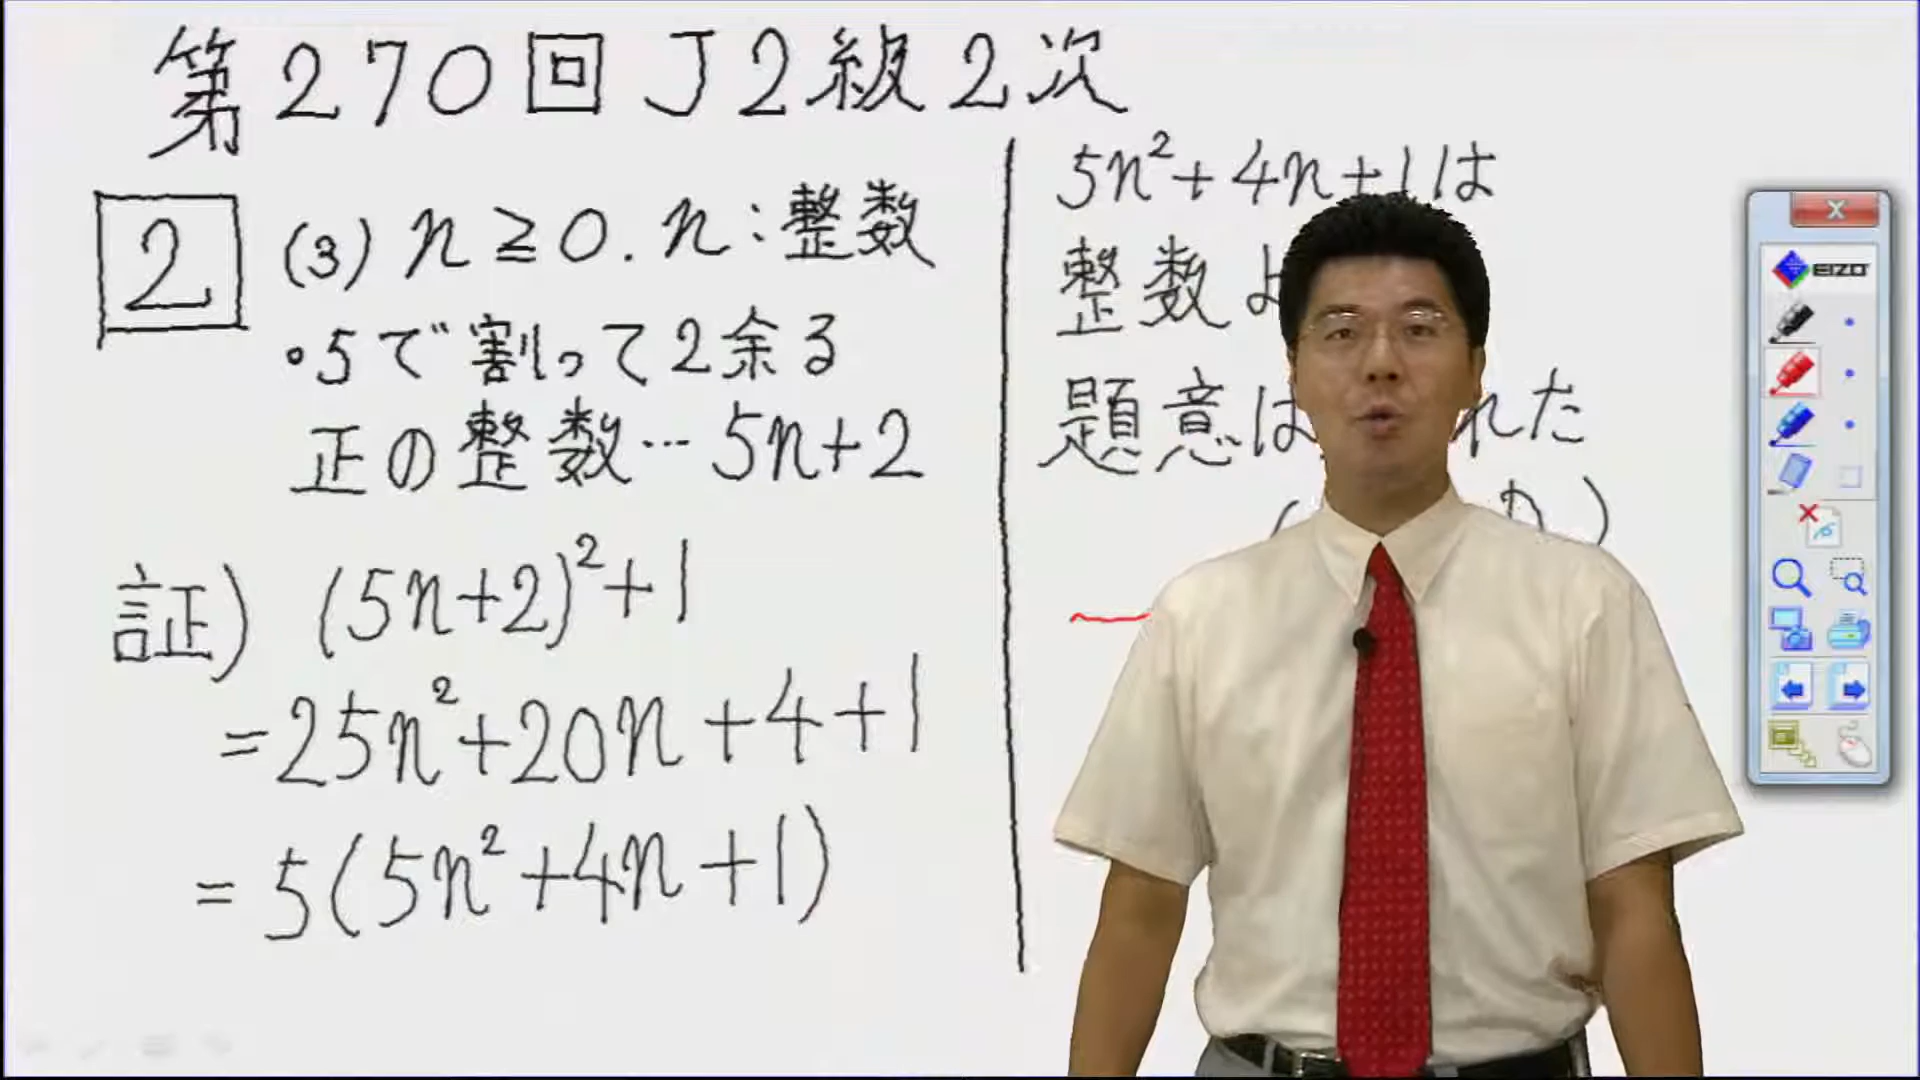 第270回 J2級2次
2 (3) n≧0. n:整数
・5で割って2余る
正の整数…5n+2
証) (5n+2)²+1
=25n²+20n+4+1
=5(5n²+4n+1)
5n²+4n+1は
整数よ
題意は れた
( )
EIZO